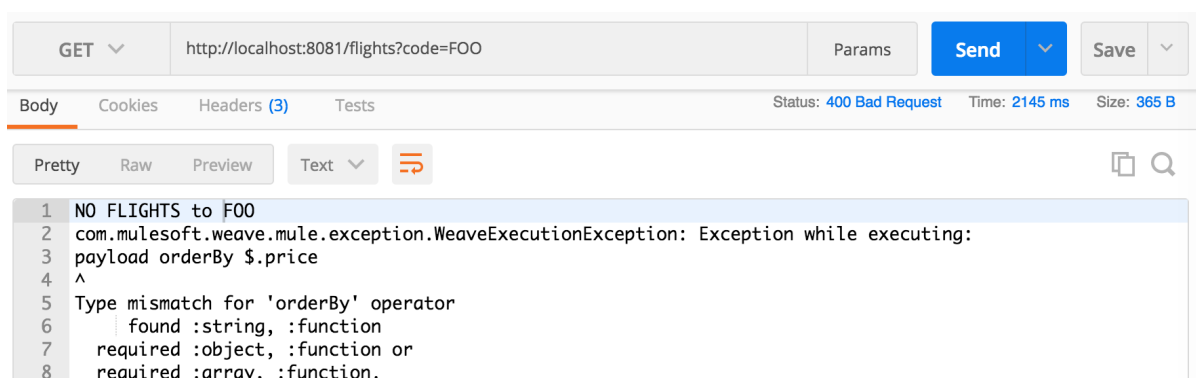 GET http://localhost:8081/flights?code=FOO Params Send Save
Body Cookies Headers (3) Tests Status: 400 Bad Request Time: 2145 ms Size: 365 B
Pretty Raw Preview Text
1 NO FLIGHTS to FOO
2 com.mulesoft.weave.mule.exception.WeaveExecutionException: Exception while executing:
3 payload orderBy $.price
4 ^
5 Type mismatch for 'orderBy' operator
6 found :string, :function
7 required :object, :function or
8 required :array, :function.